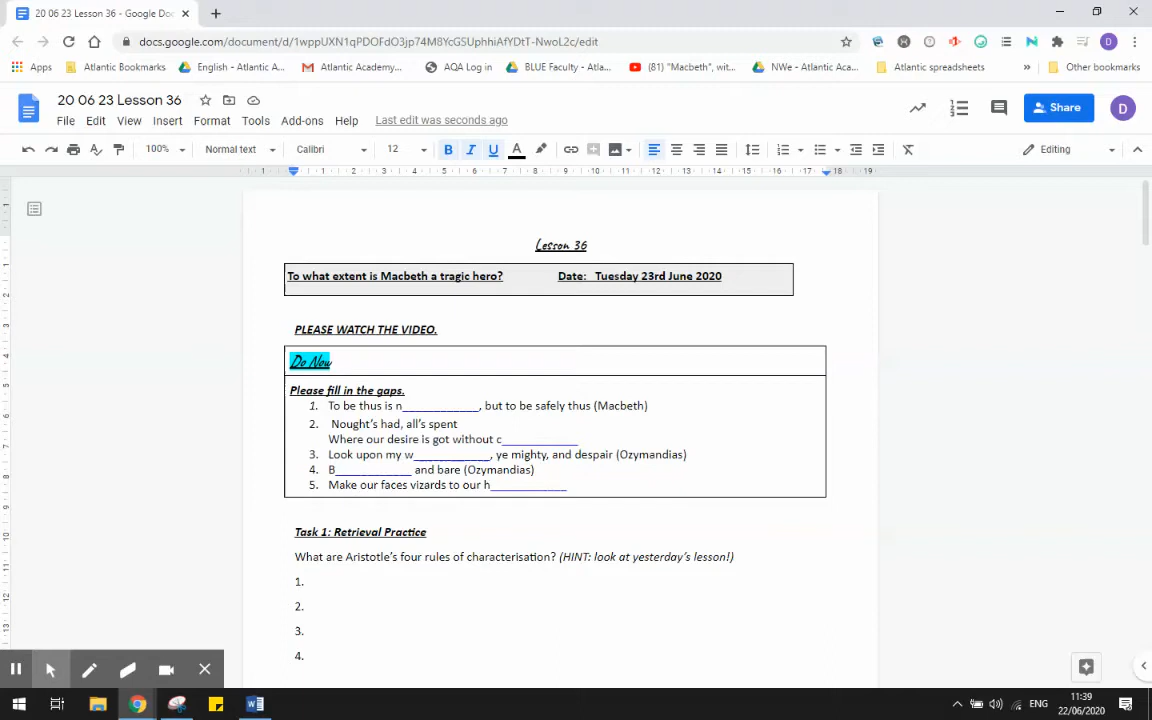 20 06 23 Lesson 36 - Google Do
docs.google.com/document/d/1wppUXN1qPDOFdO3jp74M8YcGSUphhiAfYDtT-NwoL2c/edit
Apps Atlantic Bookmarks English - Atlantic A... Atlantic Academy... AQA Log in BLUE Faculty - Atla... (81) "Macbeth", wit... NWe - Atlantic Aca... Atlantic spreadsheets » Other bookmarks
20 06 23 Lesson 36
File Edit View Insert Format Tools Add-ons Help Last edit was seconds ago
Share
D
100% Normal text Calibri 12 B I U A Editing
Lesson 36
To what extent is Macbeth a tragic hero? Date: Tuesday 23rd June 2020
PLEASE WATCH THE VIDEO.
Do Now
Please fill in the gaps.
1. To be thus is n____________, but to be safely thus (Macbeth)
2. Nought's had, all's spent
Where our desire is got without c____________
3. Look upon my w____________, ye mighty, and despair (Ozymandias)
4. B____________ and bare (Ozymandias)
5. Make our faces vizards to our h____________
Task 1: Retrieval Practice
What are Aristotle's four rules of characterisation? (HINT: look at yesterday's lesson!)
1.
2.
3.
4.
ENG
11:39
22/06/2020